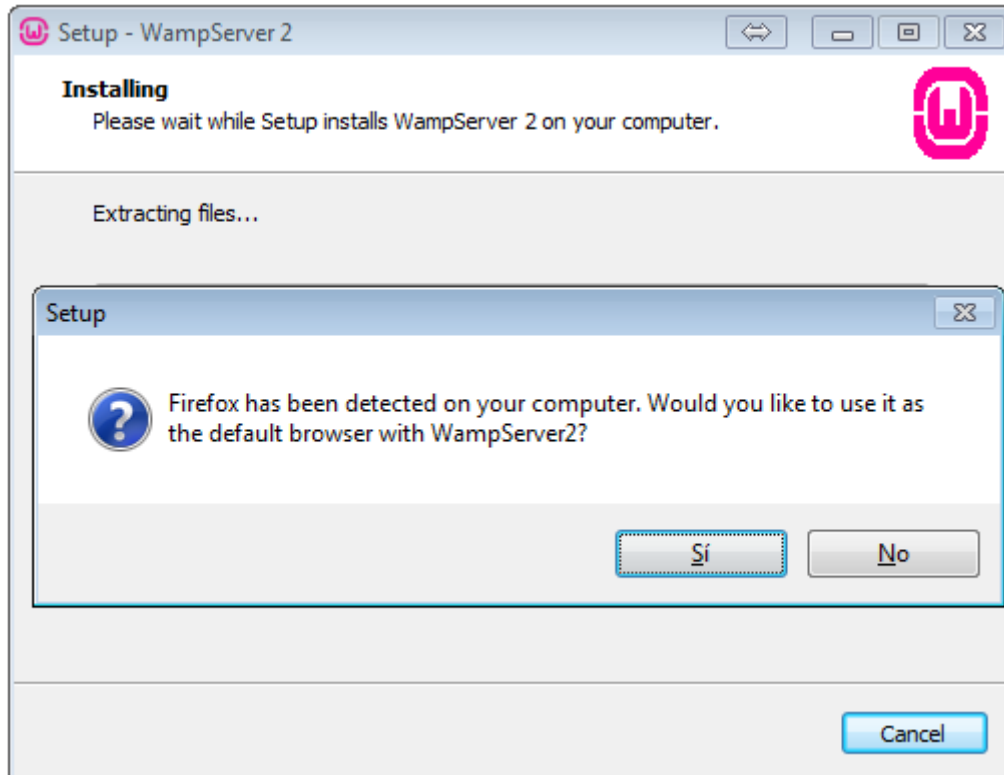 Setup - WampServer 2
Installing
Please wait while Setup installs WampServer 2 on your computer.
Extracting files...
Setup
Firefox has been detected on your computer. Would you like to use it as
the default browser with WampServer2?
Sí
No
Cancel